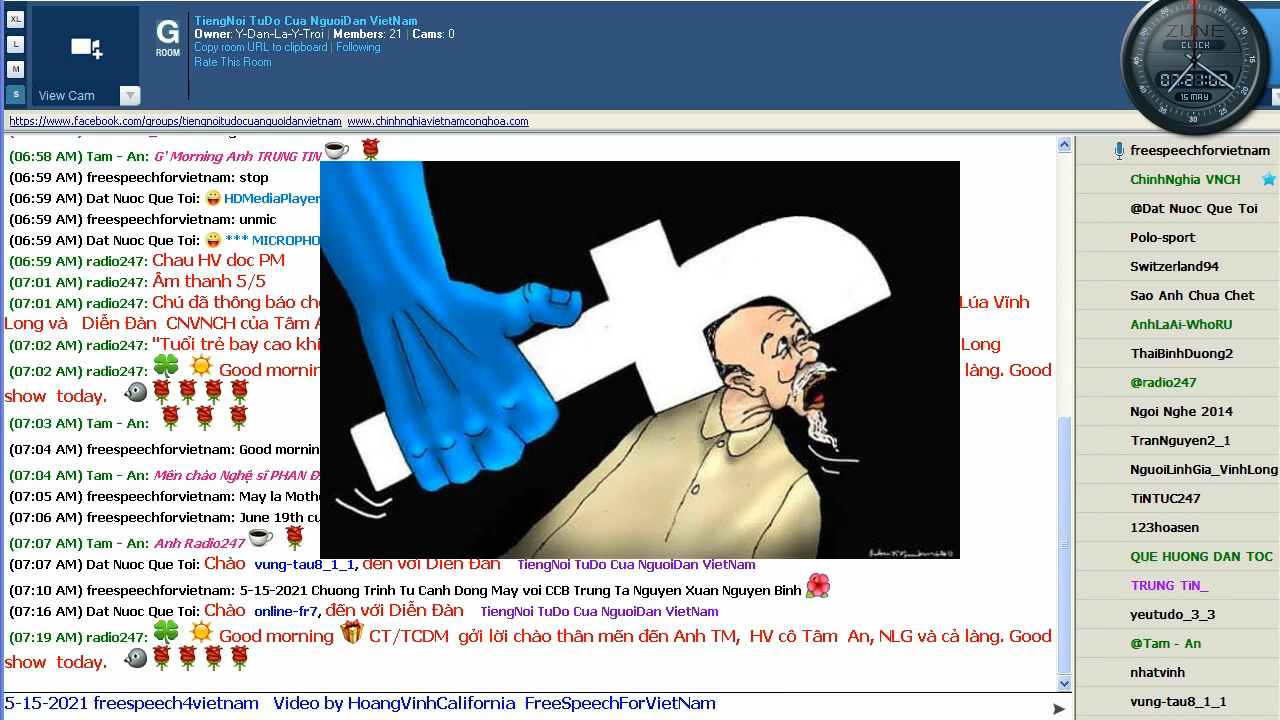 XL
L
M
S
View Cam
G
ROOM
TiengNoi TuDo Cua NguoiDan VietNam
Owner: Y-Dan-La-Y-Troi | Members: 21 | Cams: 0
Copy room URL to clipboard | Following
Rate This Room
ZUNE
CLOCK
15 MAY
https://www.facebook.com/groups/tiengnoitudocuanguoidanvietnam www.chinhnghiavietnamconghoa.com
(06:58 AM) Tam - An: G' Morning Anh TRUNG TIN
(06:59 AM) freespeechforvietnam: stop
(06:59 AM) Dat Nuoc Que Toi: HDMediaPlayer
(06:59 AM) freespeechforvietnam: unmic
(06:59 AM) Dat Nuoc Que Toi: *** MICROPHO
(06:59 AM) radio247: Chau HV doc PM
(07:01 AM) radio247: Âm thanh 5/5
(07:01 AM) radio247: Chú đã thông báo ch Lúa Vĩnh
Long và Diễn Đàn CNVNCH của Tâm A
(07:02 AM) radio247: "Tuổi trẻ bay cao khí Long
(07:02 AM) radio247: Good mornin làng. Good
show today.
(07:03 AM) Tam - An:
(07:04 AM) freespeechforvietnam: Good mornin
(07:04 AM) Tam - An: Mến chào Nghệ sĩ PHAN Đ
(07:05 AM) freespeechforvietnam: May la Moth
(07:06 AM) freespeechforvietnam: June 19th cu
(07:07 AM) Tam - An: Anh Radio247
(07:07 AM) Dat Nuoc Que Toi: Chào vung-tau8_1_1, đến với Diễn Đàn TiengNoi TuDo Cua NguoiDan VietNam
(07:10 AM) freespeechforvietnam: 5-15-2021 Chuong Trinh Tu Canh Dong May voi CCB Trung Ta Nguyen Xuan Nguyen Binh
(07:16 AM) Dat Nuoc Que Toi: Chào online-fr7, đến với Diễn Đàn TiengNoi TuDo Cua NguoiDan VietNam
(07:19 AM) radio247: Good morning CT/TCDM gởi lời chào thân mến đến Anh TM, HV cô Tâm An, NLG và cả làng. Good
show today.
5-15-2021 freespeech4vietnam Video by HoangVinhCalifornia FreeSpeechForVietNam
freespeechforvietnam
ChinhNghia VNCH
@Dat Nuoc Que Toi
Polo-sport
Switzerland94
Sao Anh Chua Chet
AnhLaAi-WhoRU
ThaiBinhDuong2
@radio247
Ngoi Nghe 2014
TranNguyen2_1
NguoiLinhGia_VinhLong
TiNTUC247
123hoasen
QUE HUONG DAN TOC
TRUNG TiN_
yeutudo_3_3
@Tam - An
nhatvinh
vung-tau8_1_1